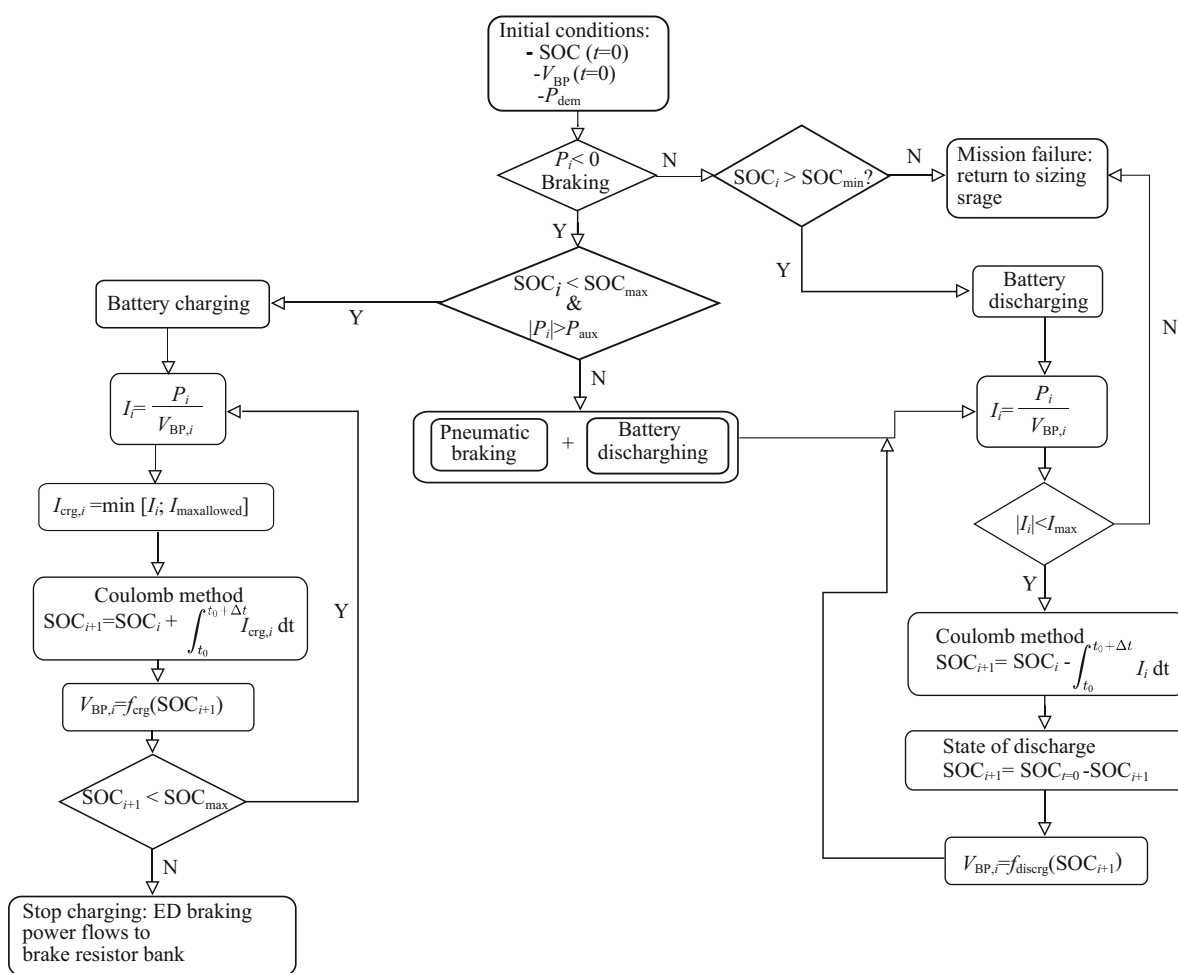 Initial conditions:
- SOC (t=0)
-V_BP (t=0)
-P_dem
P_i< 0
Braking
N
SOC_i > SOC_min?
N
Mission failure:
return to sizing
srage
Y
Y
SOC_i < SOC_max
&
|P_i|>P_aux
Y
Battery charging
Battery
discharging
N
N
I_i= P_i / V_BP,i
Pneumatic
braking
+
Battery
discharghing
I_i= P_i / V_BP,i
I_crg,i =min [I_i; I_maxallowed]
|I_i|<I_max
Y
Y
Coulomb method
SOC_i+1=SOC_i + ∫_t0^t0+Δt I_crg,i dt
Coulomb method
SOC_i+1= SOC_i - ∫_t0^t0+Δt I_i dt
V_BP,i=f_crg(SOC_i+1)
State of discharge
SOC_i+1= SOC_t=0 -SOC_i+1
SOC_i+1 < SOC_max
V_BP,i=f_discrg(SOC_i+1)
N
Stop charging: ED braking
power flows to
brake resistor bank